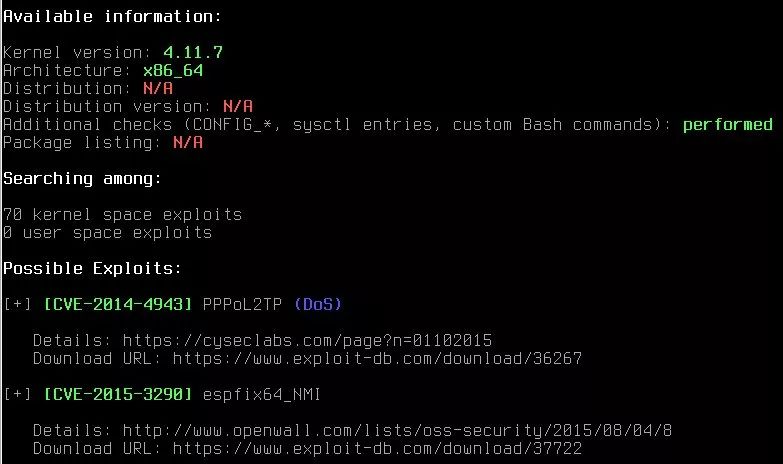 Available information:
Kernel version: 4.11.7
Architecture: x86_64
Distribution: N/A
Distribution version: N/A
Additional checks (CONFIG_*, sysctl entries, custom Bash commands): performed
Package listing: N/A
Searching among:
70 kernel space exploits
0 user space exploits
Possible Exploits:
[+] [CVE-2014-4943] PPPoL2TP (DoS)
Details: https://cyseclabs.com/page?n=01102015
Download URL: https://www.exploit-db.com/download/36267
[+] [CVE-2015-3290] espfix64_NMI
Details: http://www.openwall.com/lists/oss-security/2015/08/04/8
Download URL: https://www.exploit-db.com/download/37722